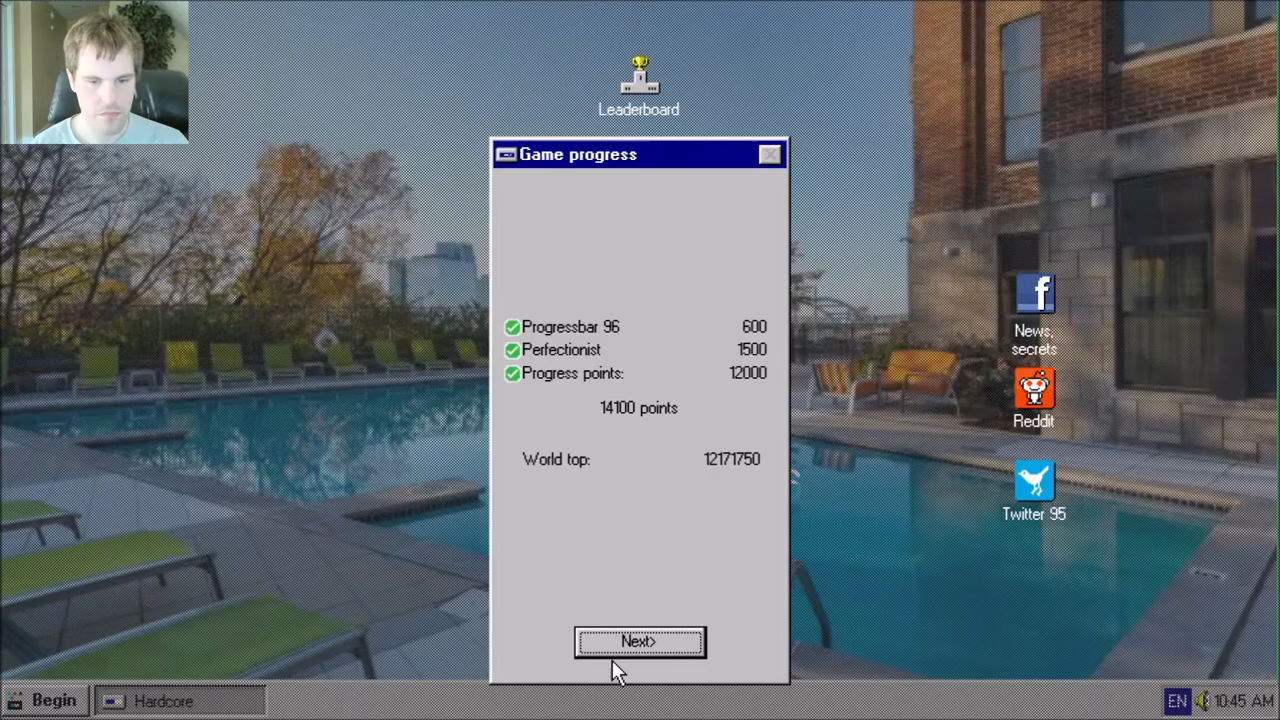 Leaderboard
Game progress
Progressbar 96 600
Perfectionist 1500
Progress points: 12000
14100 points
World top: 12171750
Next>
News,
secrets
Reddit
Twitter 95
Begin
Hardcore
EN
10:45 AM